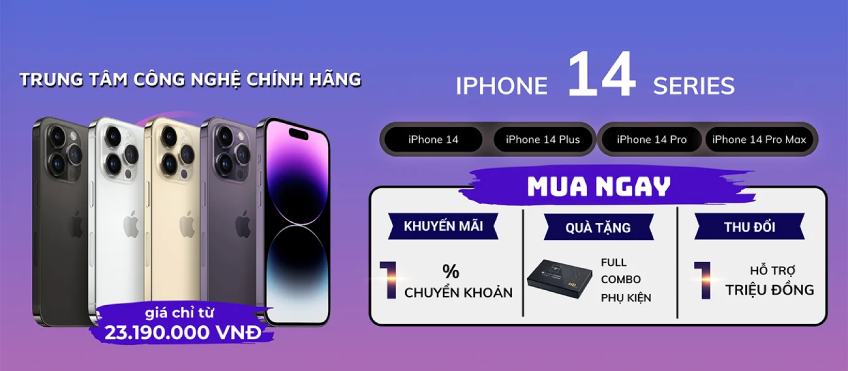 TRUNG TÂM CÔNG NGHỆ CHÍNH HÃNG
giá chỉ từ
23.190.000 VNĐ
IPHONE 14 SERIES
iPhone 14
iPhone 14 Plus
iPhone 14 Pro
iPhone 14 Pro Max
MUA NGAY
KHUYẾN MÃI
1 %
CHUYỂN KHOẢN
QUÀ TẶNG
FULL
COMBO
PHỤ KIỆN
THU ĐỔI
1 HỖ TRỢ
TRIỆU ĐỒNG